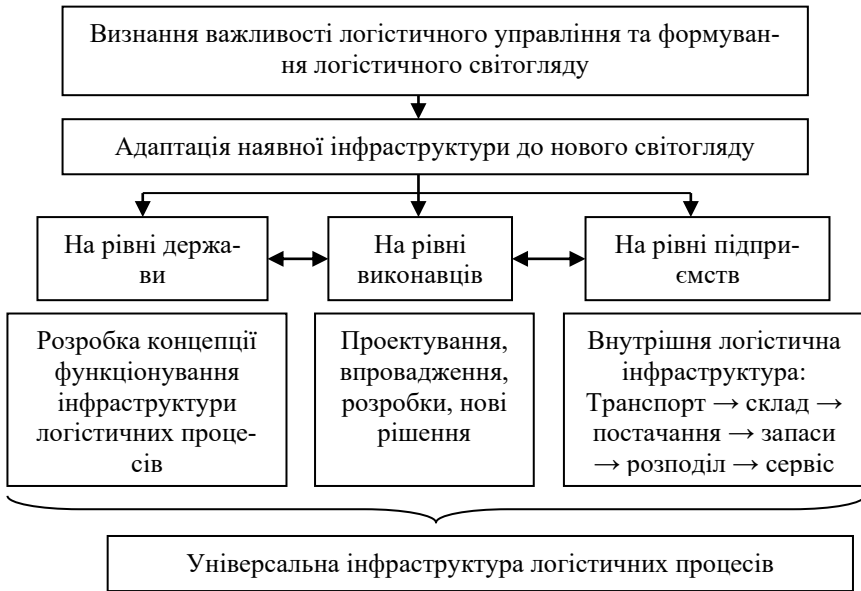 Визнання важливості логістичного управління та формуван-
ня логістичного світогляду
Адаптація наявної інфраструктури до нового світогляду
На рівні держа-
ви
На рівні
виконавців
На рівні підпри-
ємств
Розробка концепції
функціонування
інфраструктури
логістичних проце-
сів
Проектування,
впровадження,
розробки, нові
рішення
Внутрішня логістична
інфраструктура:
Транспорт → склад →
постачання → запаси
→ розподіл → сервіс
Універсальна інфраструктура логістичних процесів